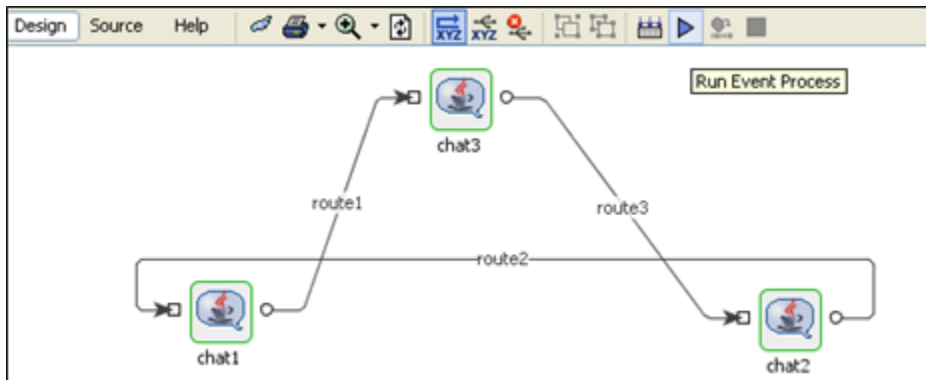 Design Source Help XYZ XYZ
Run Event Process
chat3
route1
route3
route2
chat1
chat2